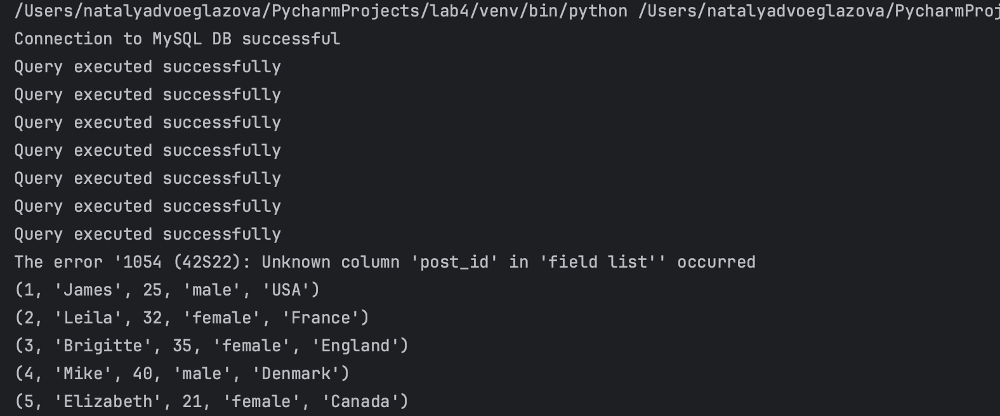 /Users/natalyadvoeglazova/PycharmProjects/lab4/venv/bin/python /Users/natalyadvoeglazova/PycharmProj
Connection to MySQL DB successful
Query executed successfully
Query executed successfully
Query executed successfully
Query executed successfully
Query executed successfully
Query executed successfully
Query executed successfully
The error '1054 (42S22): Unknown column 'post_id' in 'field list'' occurred
(1, 'James', 25, 'male', 'USA')
(2, 'Leila', 32, 'female', 'France')
(3, 'Brigitte', 35, 'female', 'England')
(4, 'Mike', 40, 'male', 'Denmark')
(5, 'Elizabeth', 21, 'female', 'Canada')